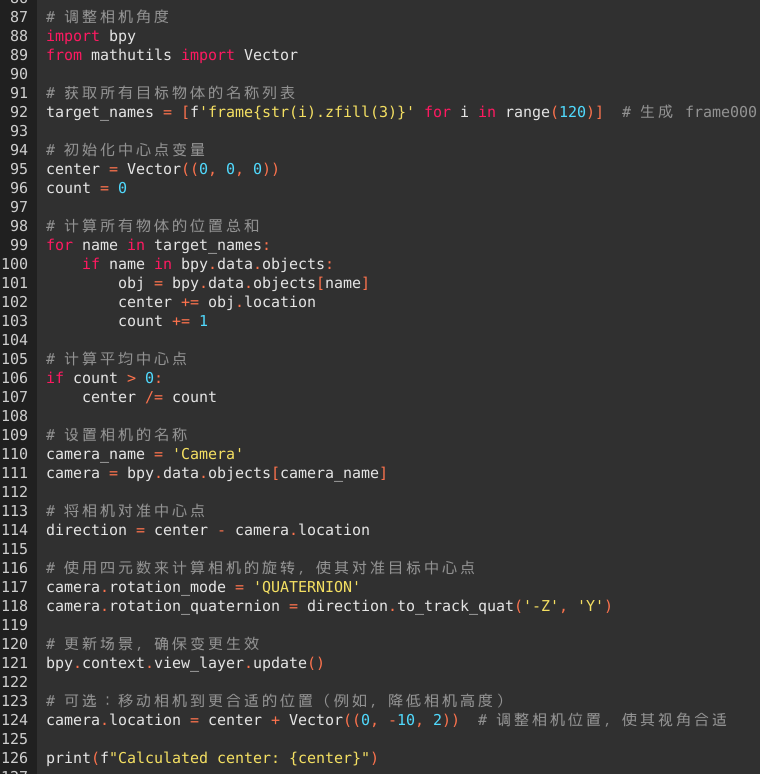 87 # 调整相机角度
88 import bpy
89 from mathutils import Vector
90
91 # 获取所有目标物体的名称列表
92 target_names = [f'frame{str(i).zfill(3)}' for i in range(120)]  # 生成 frame000
93
94 # 初始化中心点变量
95 center = Vector((0, 0, 0))
96 count = 0
97
98 # 计算所有物体的位置总和
99 for name in target_names:
100     if name in bpy.data.objects:
101         obj = bpy.data.objects[name]
102         center += obj.location
103         count += 1
104
105 # 计算平均中心点
106 if count > 0:
107     center /= count
108
109 # 设置相机的名称
110 camera_name = 'Camera'
111 camera = bpy.data.objects[camera_name]
112
113 # 将相机对准中心点
114 direction = center - camera.location
115
116 # 使用四元数来计算相机的旋转，使其对准目标中心点
117 camera.rotation_mode = 'QUATERNION'
118 camera.rotation_quaternion = direction.to_track_quat('-Z', 'Y')
119
120 # 更新场景，确保变更生效
121 bpy.context.view_layer.update()
122
123 # 可选：移动相机到更合适的位置（例如，降低相机高度）
124 camera.location = center + Vector((0, -10, 2))  # 调整相机位置，使其视角合适
125
126 print(f"Calculated center: {center}")